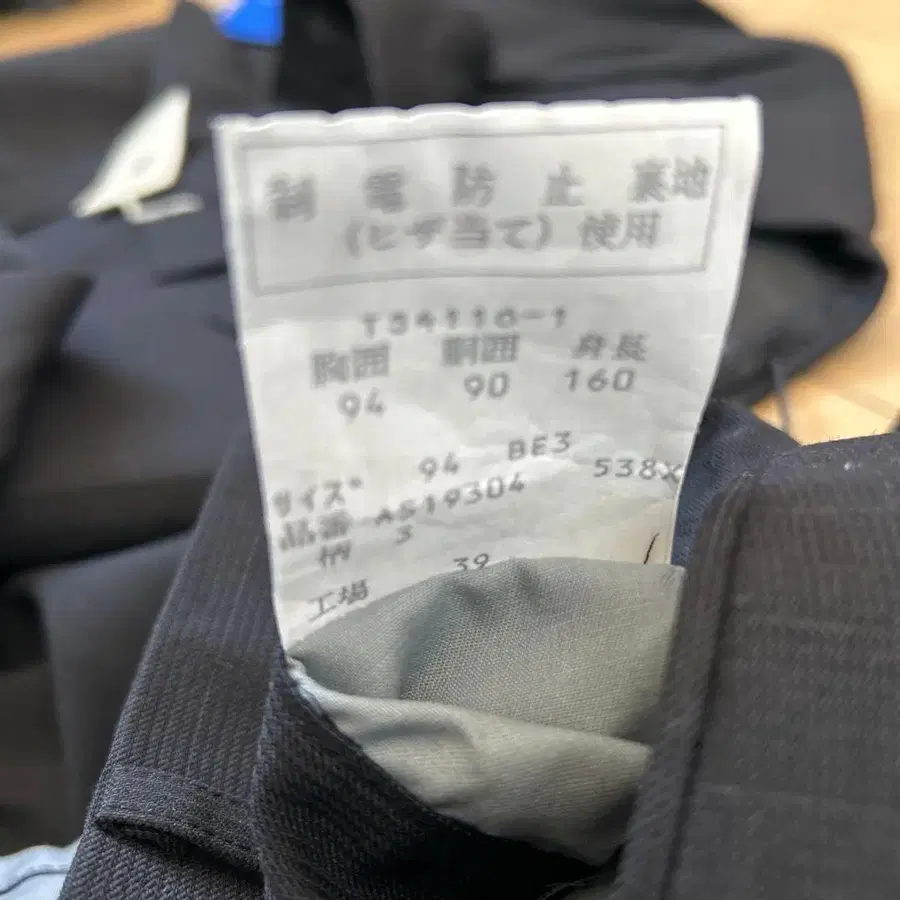 制電防止裏地
(ヒザ当て) 使用
T34116-1
胸囲 胴囲 身長
94 90 160
サイズ 94 BE3
品番 A519304 538X
柄 3
工場 39